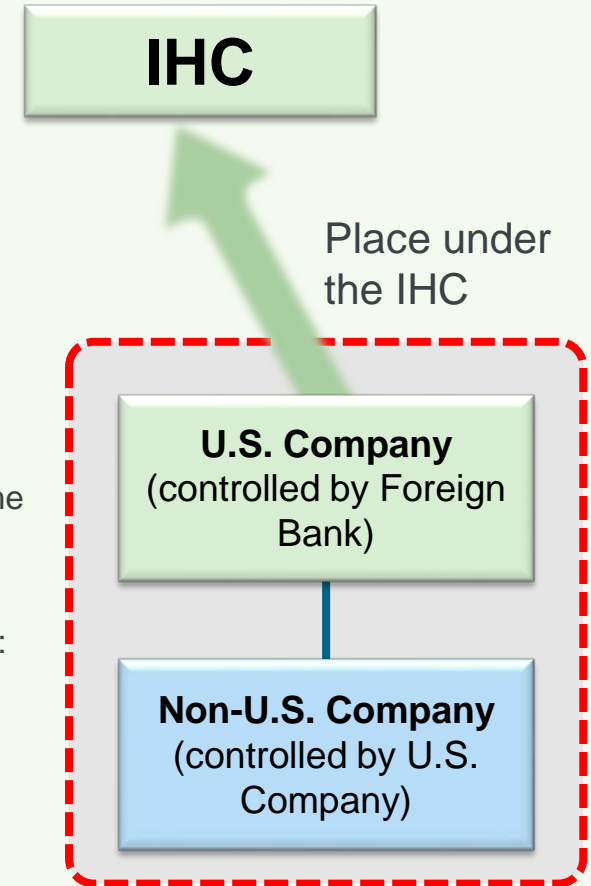 IHC
Place under
the IHC
U.S. Company
(controlled by Foreign
Bank)
:
Non-U.S. Company
(controlled by U.S.
Company)